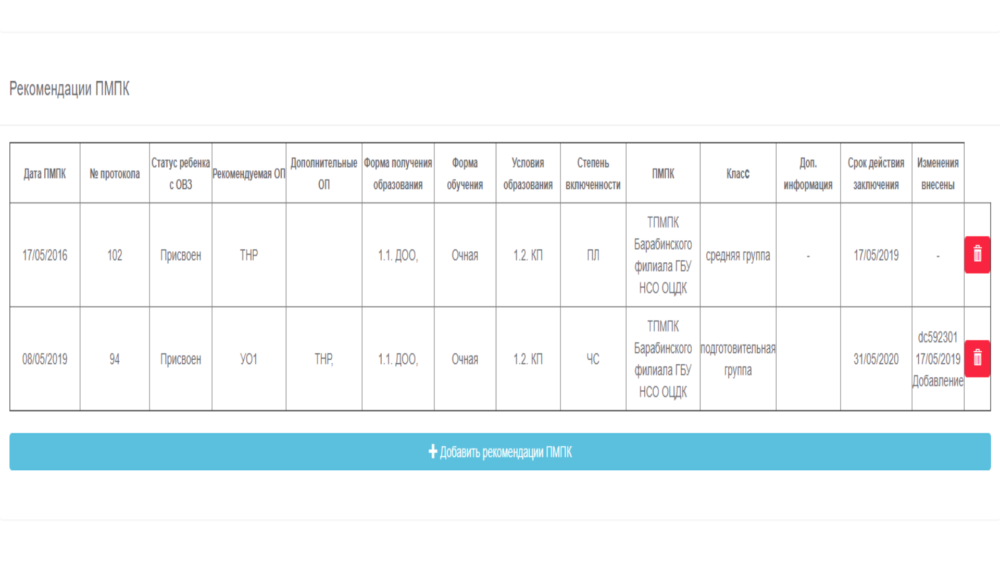 Рекомендации ПМПК
Дата ПМПК
№ протокола
Статус ребенка
с ОВЗ
Рекомендуемая ОП
Дополнительные
ОП
Форма получения
образования
Форма
обучения
Условия
образования
Степень
включенности
ПМПК
Класс
Доп.
информация
Срок действия
заключения
Изменения
внесены
17/05/2016
102
Присвоен
ТНР
1.1. ДОО,
Очная
1.2. КП
ПЛ
ТПМПК
Барабинского
филиала ГБУ
НСО ОЦДК
средняя группа
-
17/05/2019
-
08/05/2019
94
Присвоен
УО1
ТНР,
1.1. ДОО,
Очная
1.2. КП
ЧС
ТПМПК
Барабинского
филиала ГБУ
НСО ОЦДК
подготовительная
группа
31/05/2020
dc592301
17/05/2019
Добавление
Добавить рекомендации ПМПК